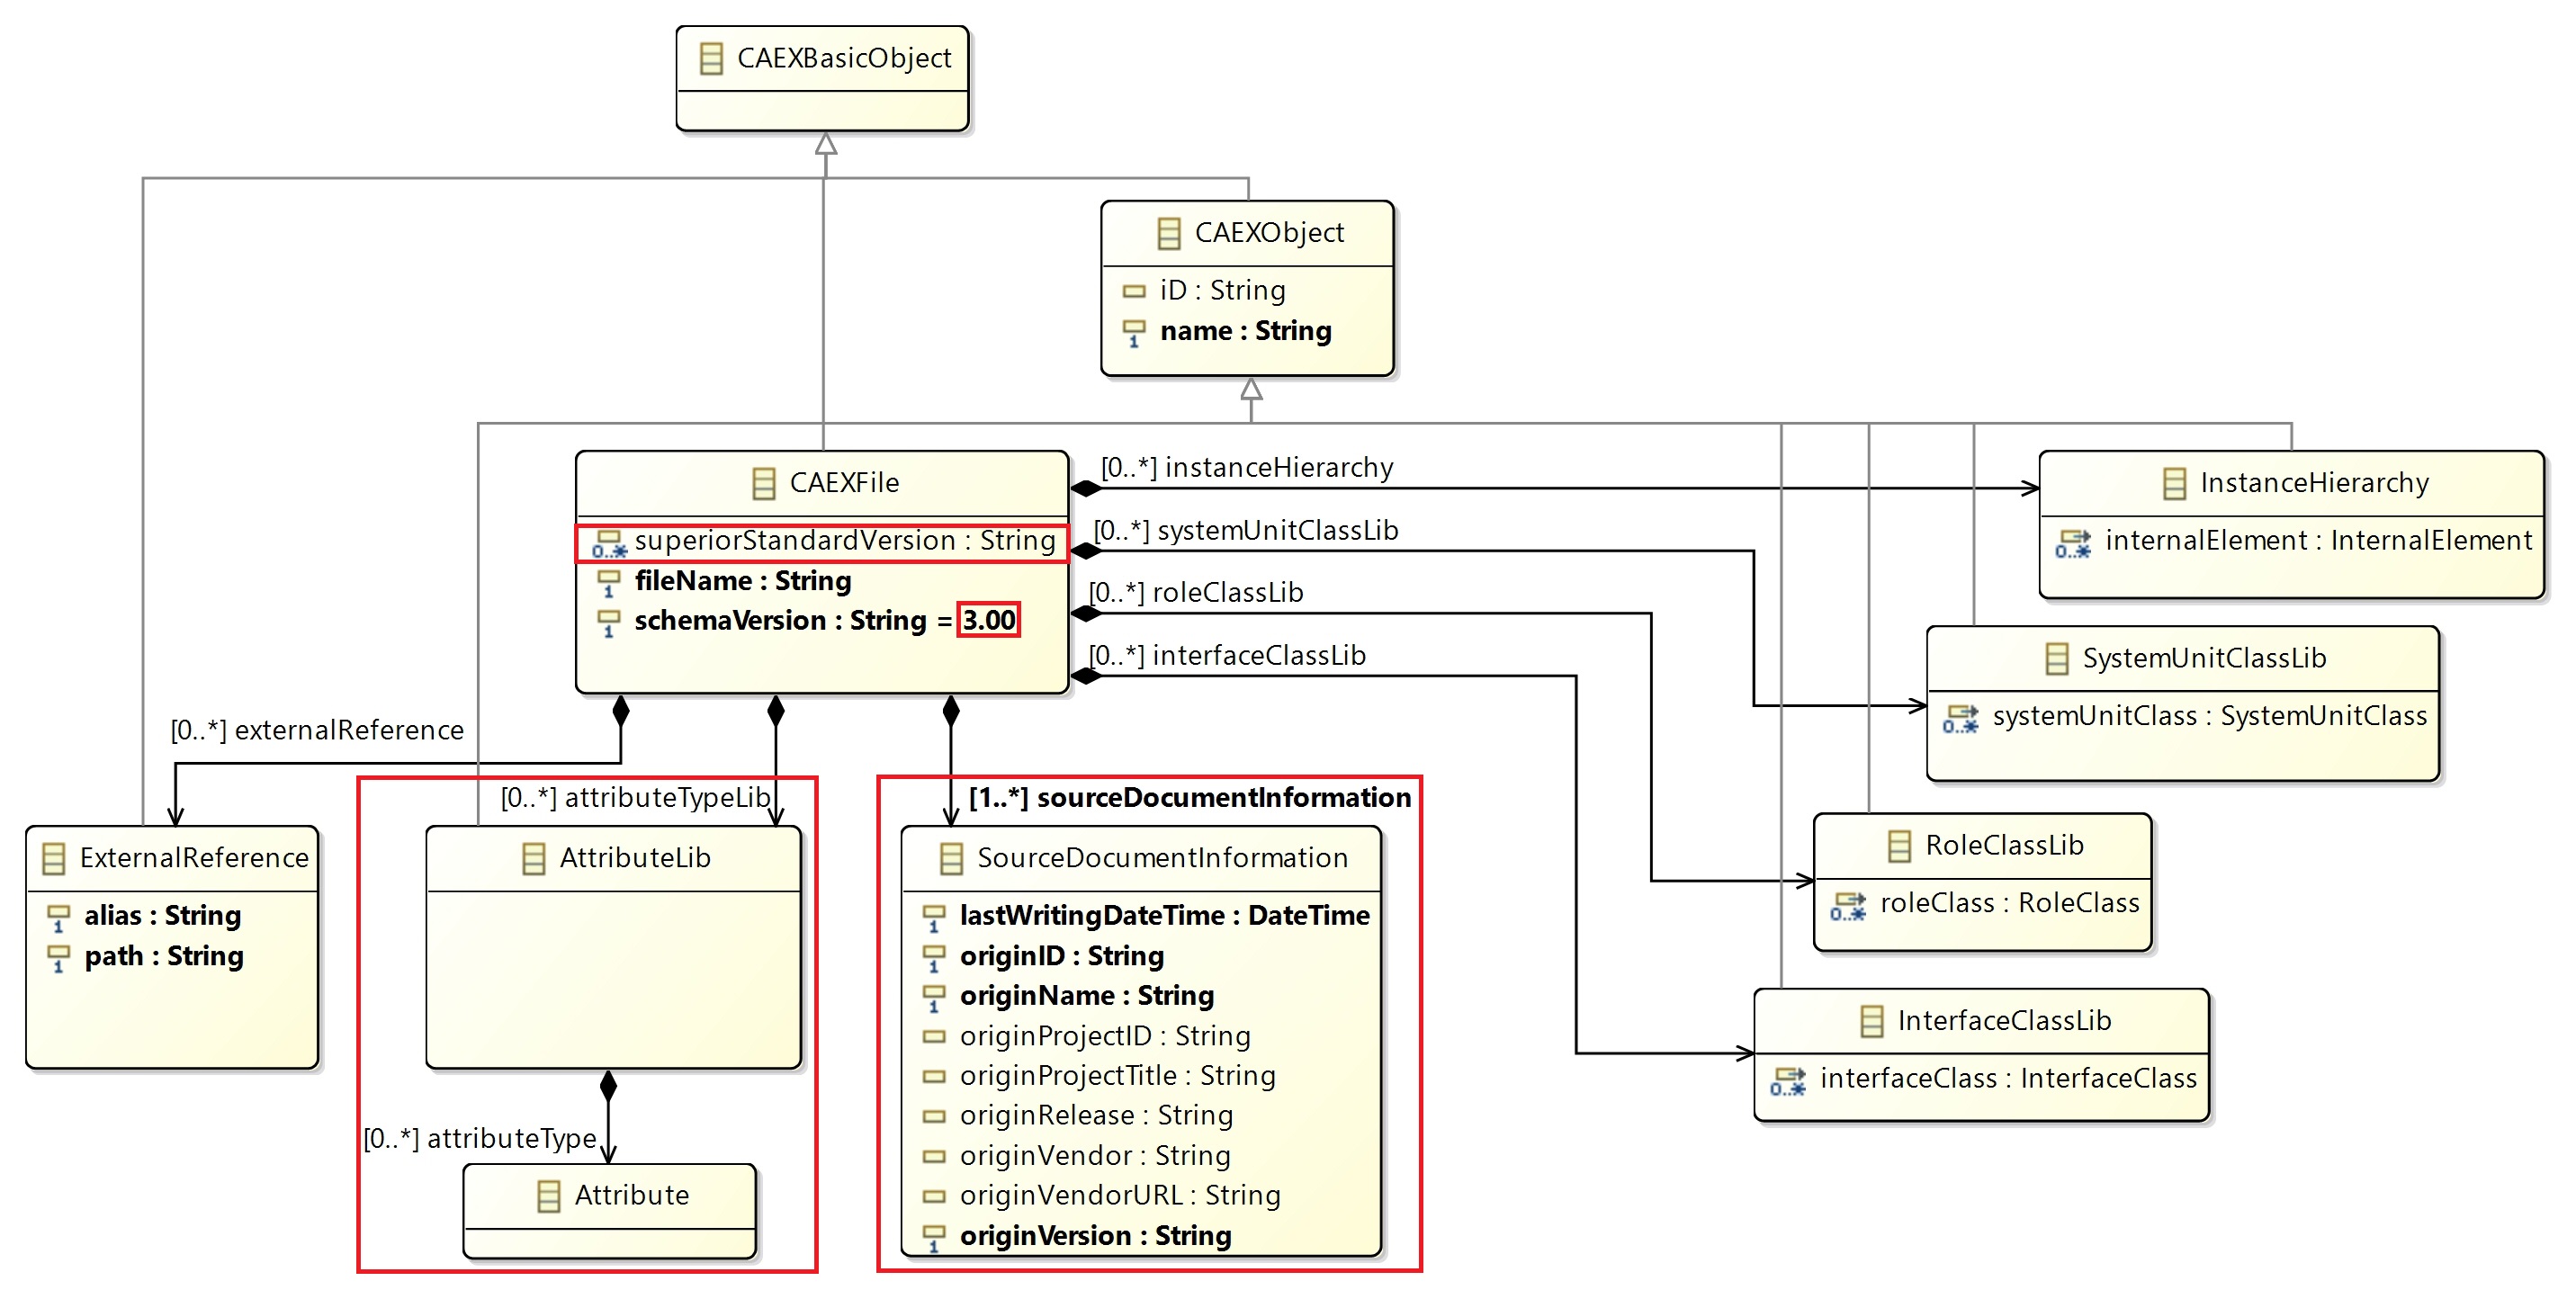 CAEXBasicObject
CAEXObject
iD : String
1 name : String
CAEXFile
0..* superiorStandardVersion : String
1 fileName : String
1 schemaVersion : String = 3.00
[0..*] instanceHierarchy
[0..*] systemUnitClassLib
[0..*] roleClassLib
[0..*] interfaceClassLib
InstanceHierarchy
0..* internalElement : InternalElement
SystemUnitClassLib
0..* systemUnitClass : SystemUnitClass
RoleClassLib
0..* roleClass : RoleClass
InterfaceClassLib
0..* interfaceClass : InterfaceClass
[0..*] externalReference
[0..*] attributeTypeLib
[1..*] sourceDocumentInformation
ExternalReference
1 alias : String
1 path : String
AttributeLib
[0..*] attributeType
Attribute
SourceDocumentInformation
1 lastWritingDateTime : DateTime
1 originID : String
1 originName : String
originProjectID : String
originProjectTitle : String
originRelease : String
originVendor : String
originVendorURL : String
1 originVersion : String